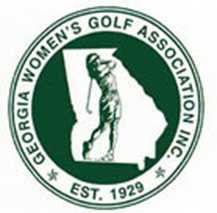 GEORGIA WOMEN'S GOLF ASSOCIATION INC.
EST. 1929